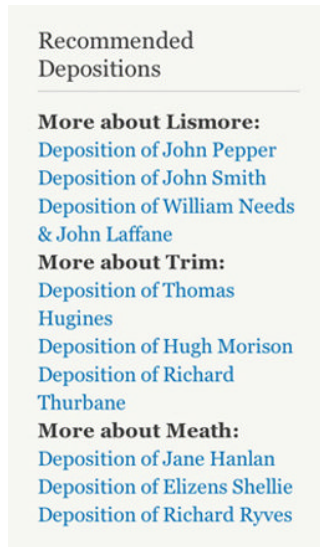 Recommended
Depositions
More about Lismore:
Deposition of John Pepper
Deposition of John Smith
Deposition of William Needs
& John Laffane
More about Trim:
Deposition of Thomas
Hugines
Deposition of Hugh Morison
Deposition of Richard
Thurbane
More about Meath:
Deposition of Jane Hanlan
Deposition of Elizens Shellie
Deposition of Richard Ryves